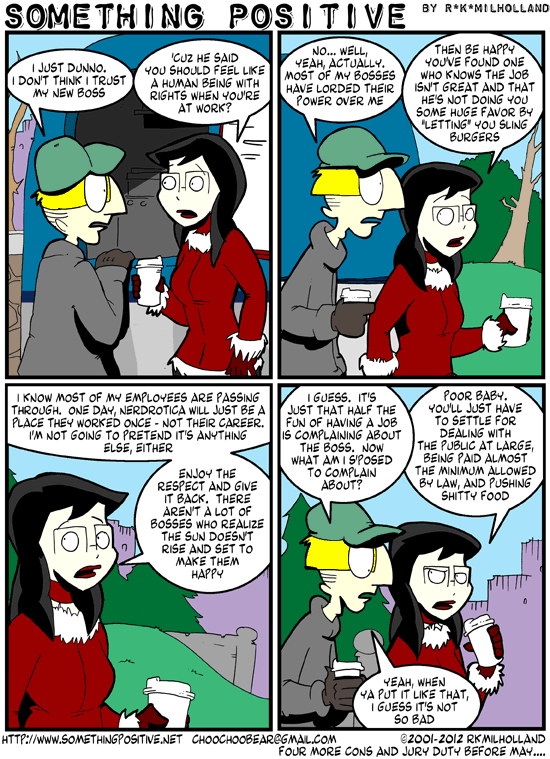 SOMETHING POSITIVE BY R*K*MILHOLLAND
I JUST DUNNO.
I DON'T THINK I TRUST
MY NEW BOSS
'CUZ HE SAID
YOU SHOULD FEEL LIKE
A HUMAN BEING WITH
RIGHTS WHEN YOU'RE
AT WORK?
NO... WELL,
YEAH, ACTUALLY.
MOST OF MY BOSSES
HAVE LORDED THEIR
POWER OVER ME
THEN BE HAPPY
YOU'VE FOUND ONE
WHO KNOWS THE JOB
ISN'T GREAT AND THAT
HE'S NOT DOING YOU
SOME HUGE FAVOR BY
"LETTING" YOU SLING
BURGERS
I KNOW MOST OF MY EMPLOYEES ARE PASSING
THROUGH. ONE DAY, NERDROTICA WILL JUST BE A
PLACE THEY WORKED ONCE - NOT THEIR CAREER.
I'M NOT GOING TO PRETEND IT'S ANYTHING
ELSE, EITHER
ENJOY THE
RESPECT AND GIVE
IT BACK. THERE
AREN'T A LOT OF
BOSSES WHO REALIZE
THE SUN DOESN'T
RISE AND SET TO
MAKE THEM
HAPPY
I GUESS. IT'S
JUST THAT HALF THE
FUN OF HAVING A JOB
IS COMPLAINING ABOUT
THE BOSS. NOW
WHAT AM I S'POSED
TO COMPLAIN
ABOUT?
POOR BABY.
YOU'LL JUST HAVE
TO SETTLE FOR
DEALING WITH
THE PUBLIC AT LARGE,
BEING PAID ALMOST
THE MINIMUM ALLOWED
BY LAW, AND PUSHING
SHITTY FOOD
YEAH, WHEN
YA PUT IT LIKE THAT,
I GUESS IT'S NOT
SO BAD
HTTP://WWW.SOMETHINGPOSITIVE.NET CHOOCHOOBEAR@GMAIL.COM ©2001-2012 RKMILHOLLAND
FOUR MORE CONS AND JURY DUTY BEFORE MAY....